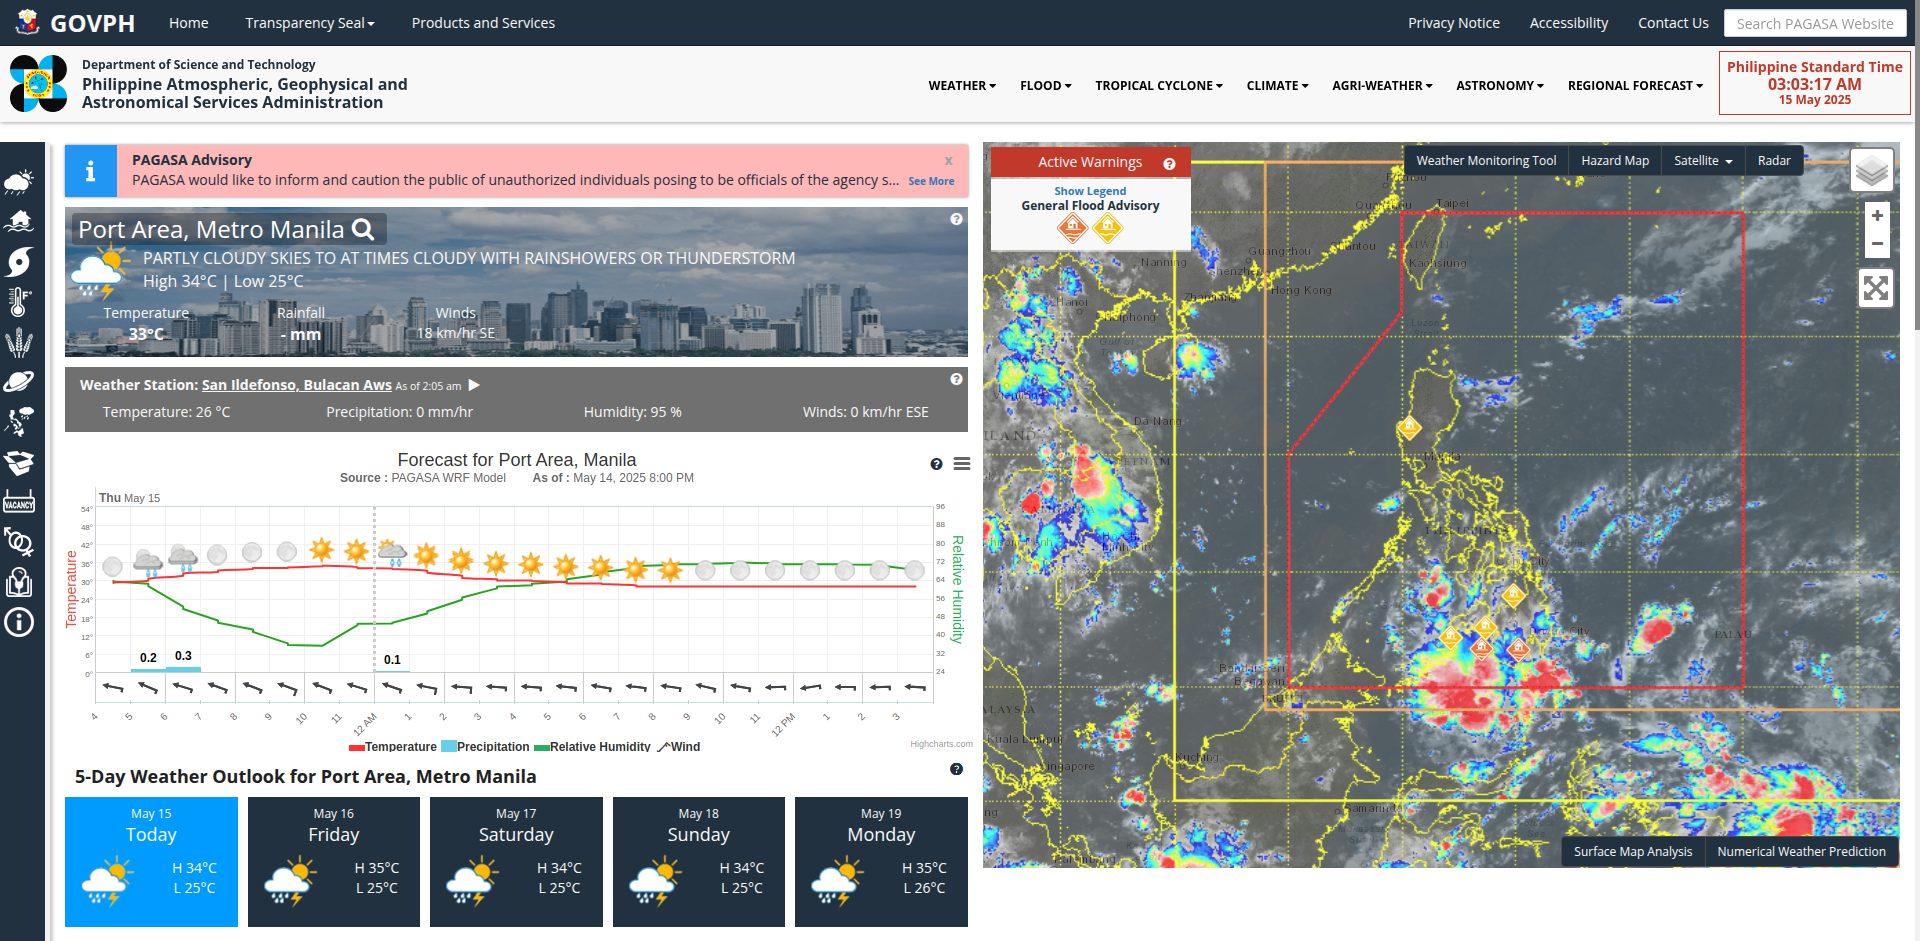 GOVPH
Home
Transparency Seal
Products and Services
Privacy Notice
Accessibility
Contact Us
Search PAGASA Website
Department of Science and Technology
Philippine Atmospheric, Geophysical and
Astronomical Services Administration
WEATHER
FLOOD
TROPICAL CYCLONE
CLIMATE
AGRI-WEATHER
ASTRONOMY
REGIONAL FORECAST
Philippine Standard Time
03:03:17 AM
15 May 2025
PAGASA Advisory
x
PAGASA would like to inform and caution the public of unauthorized individuals posing to be officials of the agency s...
See More
Port Area, Metro Manila
PARTLY CLOUDY SKIES TO AT TIMES CLOUDY WITH RAINSHOWERS OR THUNDERSTORM
High 34°C | Low 25°C
Temperature
33°C
Rainfall
- mm
Winds
18 km/hr SE
Weather Station: San Ildefonso, Bulacan Aws As of 2:05 am
Temperature: 26 °C
Precipitation: 0 mm/hr
Humidity: 95 %
Winds: 0 km/hr ESE
Forecast for Port Area, Manila
Source : PAGASA WRF Model As of : May 14, 2025 8:00 PM
Thu May 15
Temperature
54°
48°
42°
36°
30°
24°
18°
12°
6°
0°
96
88
80
72
64
56
48
40
32
24
Relative Humidity
0.2
0.3
0.1
4 5 6 7 8 9 10 11 12 AM 1 2 3 4 5 6 7 8 9 10 11 12 PM 1 2 3
Temperature Precipitation Relative Humidity Wind
Highcharts.com
5-Day Weather Outlook for Port Area, Metro Manila
May 15
Today
H 34°C
L 25°C
May 16
Friday
H 35°C
L 25°C
May 17
Saturday
H 34°C
L 25°C
May 18
Sunday
H 34°C
L 25°C
May 19
Monday
H 35°C
L 26°C
VACANCY
Active Warnings
Show Legend
General Flood Advisory
Weather Monitoring Tool
Hazard Map
Satellite
Radar
+
−
Taipei
Guangzhou
Kaohsiung
Nanning
Hong Kong
Hanoi
Luzon
Da Nang
Manila
PALAU
Kuala Lumpur
Kuching
Singapore
Samarinda
Surface Map Analysis
Numerical Weather Prediction